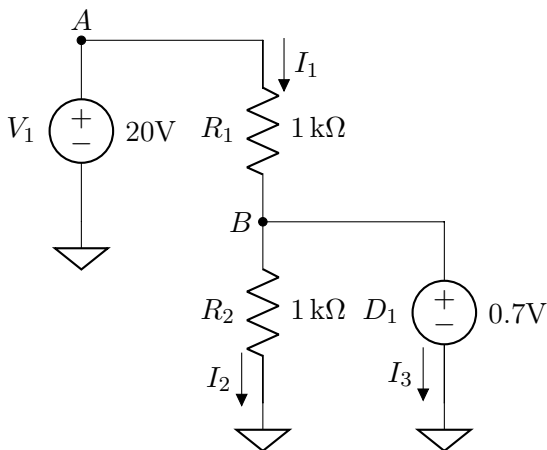 A
I₁
V₁ + − 20V
R₁ 1 kΩ
B
R₂ 1 kΩ
D₁ + − 0.7V
I₂
I₃